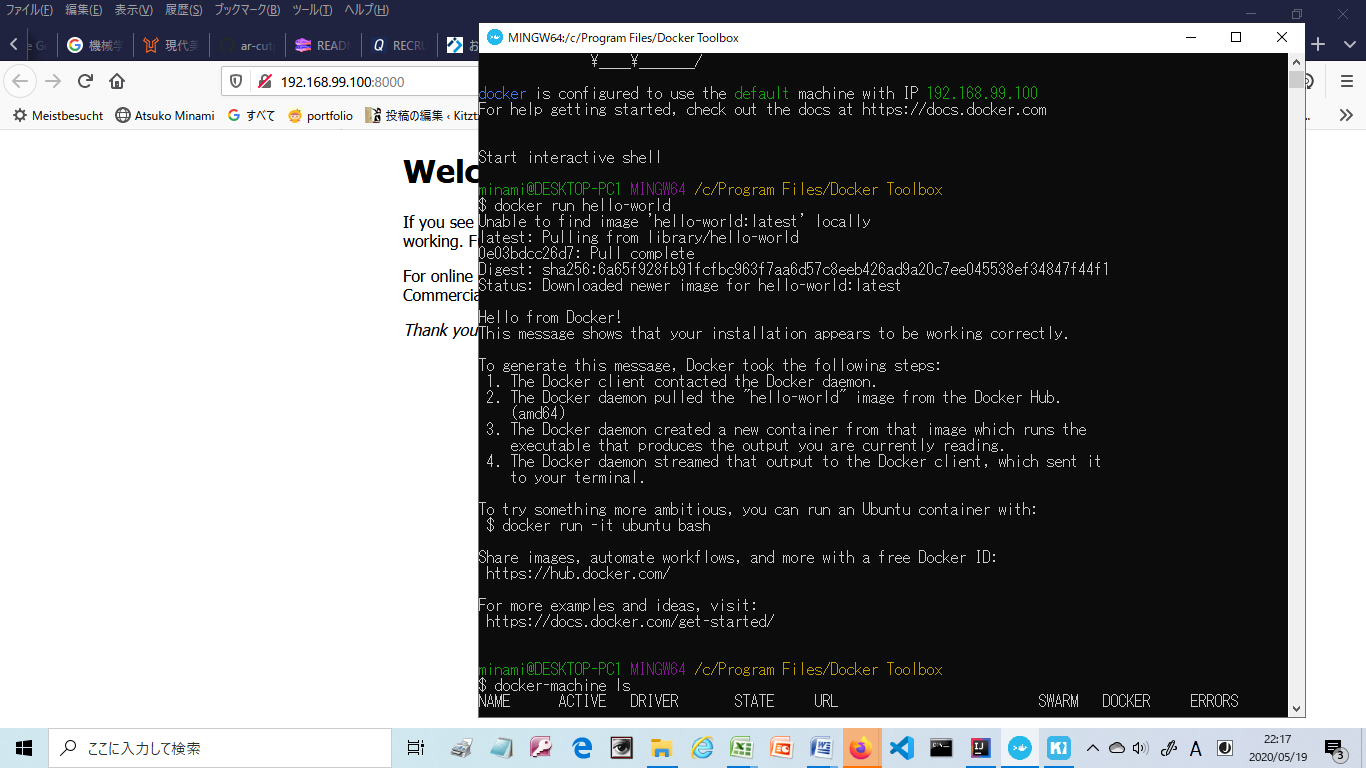 ファイル(F) 編集(E) 表示(V) 履歴(S) ブックマーク(B) ツール(T) ヘルプ(H)
機械学 現代美 ar-cut READM RECRU お
192.168.99.100:8000
Meistbesucht Atsuko Minami すべて portfolio 投稿の編集 ‹ Kitzt
Welc
If you see
working. F
For online
Commercia
Thank you
MINGW64:/c/Program Files/Docker Toolbox
\____\_______/
docker is configured to use the default machine with IP 192.168.99.100
For help getting started, check out the docs at https://docs.docker.com
Start interactive shell
minami@DESKTOP-PC1 MINGW64 /c/Program Files/Docker Toolbox
$ docker run hello-world
Unable to find image 'hello-world:latest' locally
latest: Pulling from library/hello-world
0e03bdcc26d7: Pull complete
Digest: sha256:6a65f928fb91fcfbc963f7aa6d57c8eeb426ad9a20c7ee045538ef34847f44f1
Status: Downloaded newer image for hello-world:latest
Hello from Docker!
This message shows that your installation appears to be working correctly.
To generate this message, Docker took the following steps:
1. The Docker client contacted the Docker daemon.
2. The Docker daemon pulled the "hello-world" image from the Docker Hub.
(amd64)
3. The Docker daemon created a new container from that image which runs the
executable that produces the output you are currently reading.
4. The Docker daemon streamed that output to the Docker client, which sent it
to your terminal.
To try something more ambitious, you can run an Ubuntu container with:
$ docker run -it ubuntu bash
Share images, automate workflows, and more with a free Docker ID:
https://hub.docker.com/
For more examples and ideas, visit:
https://docs.docker.com/get-started/
minami@DESKTOP-PC1 MINGW64 /c/Program Files/Docker Toolbox
$ docker-machine ls
NAME ACTIVE DRIVER STATE URL SWARM DOCKER ERRORS
ここに入力して検索
A
22:17
2020/05/19
3